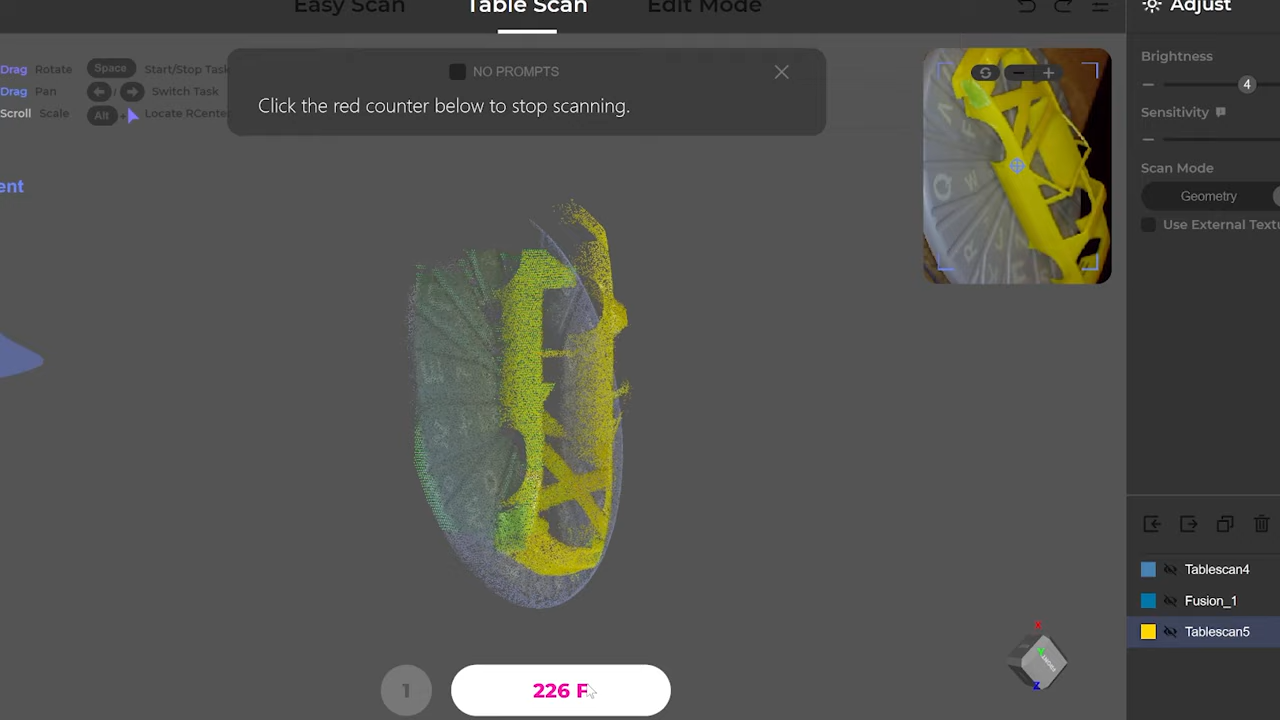 Easy Scan
Table Scan
Edit Mode
Adjust
Drag Rotate
Space Start/Stop Task
Drag Pan
/ Switch Task
Scroll Scale
Alt + Locate RCenter
NO PROMPTS
Click the red counter below to stop scanning.
ent
Brightness
4
Sensitivity
Scan Mode
Geometry
Use External Textu
Tablescan4
Fusion_1
Tablescan5
X
Y
Z
1
226 F